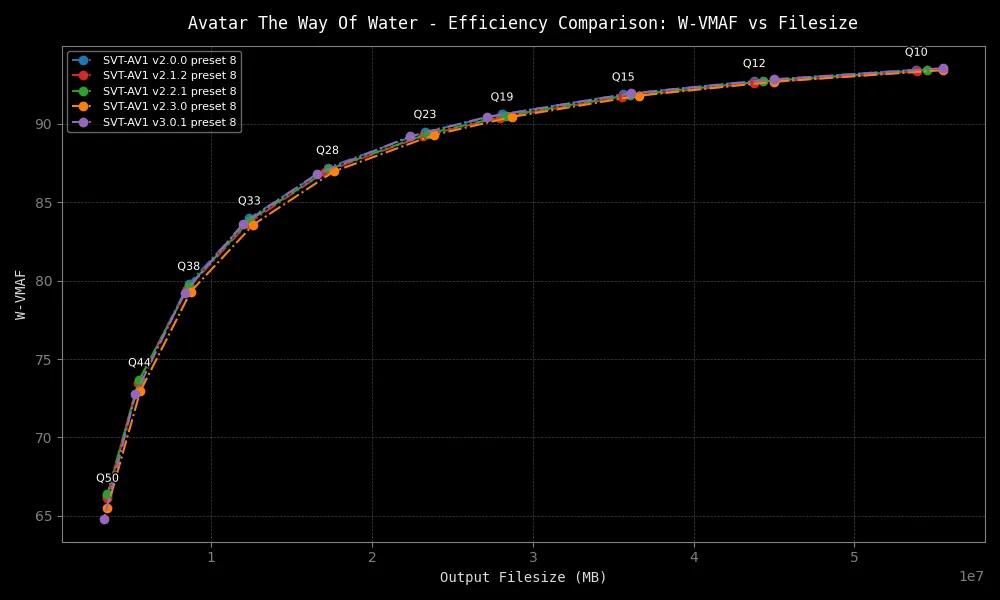 Avatar The Way Of Water - Efficiency Comparison: W-VMAF vs Filesize
SVT-AV1 v2.0.0 preset 8
SVT-AV1 v2.1.2 preset 8
SVT-AV1 v2.2.1 preset 8
SVT-AV1 v2.3.0 preset 8
SVT-AV1 v3.0.1 preset 8
Q10
Q12
Q15
Q19
Q23
Q28
Q33
Q38
Q44
Q50
W-VMAF
90
85
80
75
70
65
1
2
3
4
5
1e7
Output Filesize (MB)